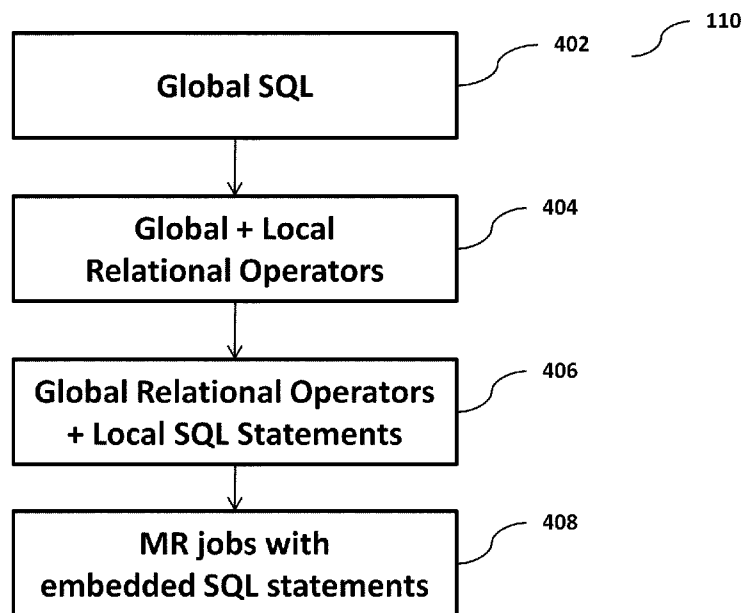 110
402
Global SQL
404
Global + Local
Relational Operators
406
Global Relational Operators
+ Local SQL Statements
408
MR jobs with
embedded SQL statements